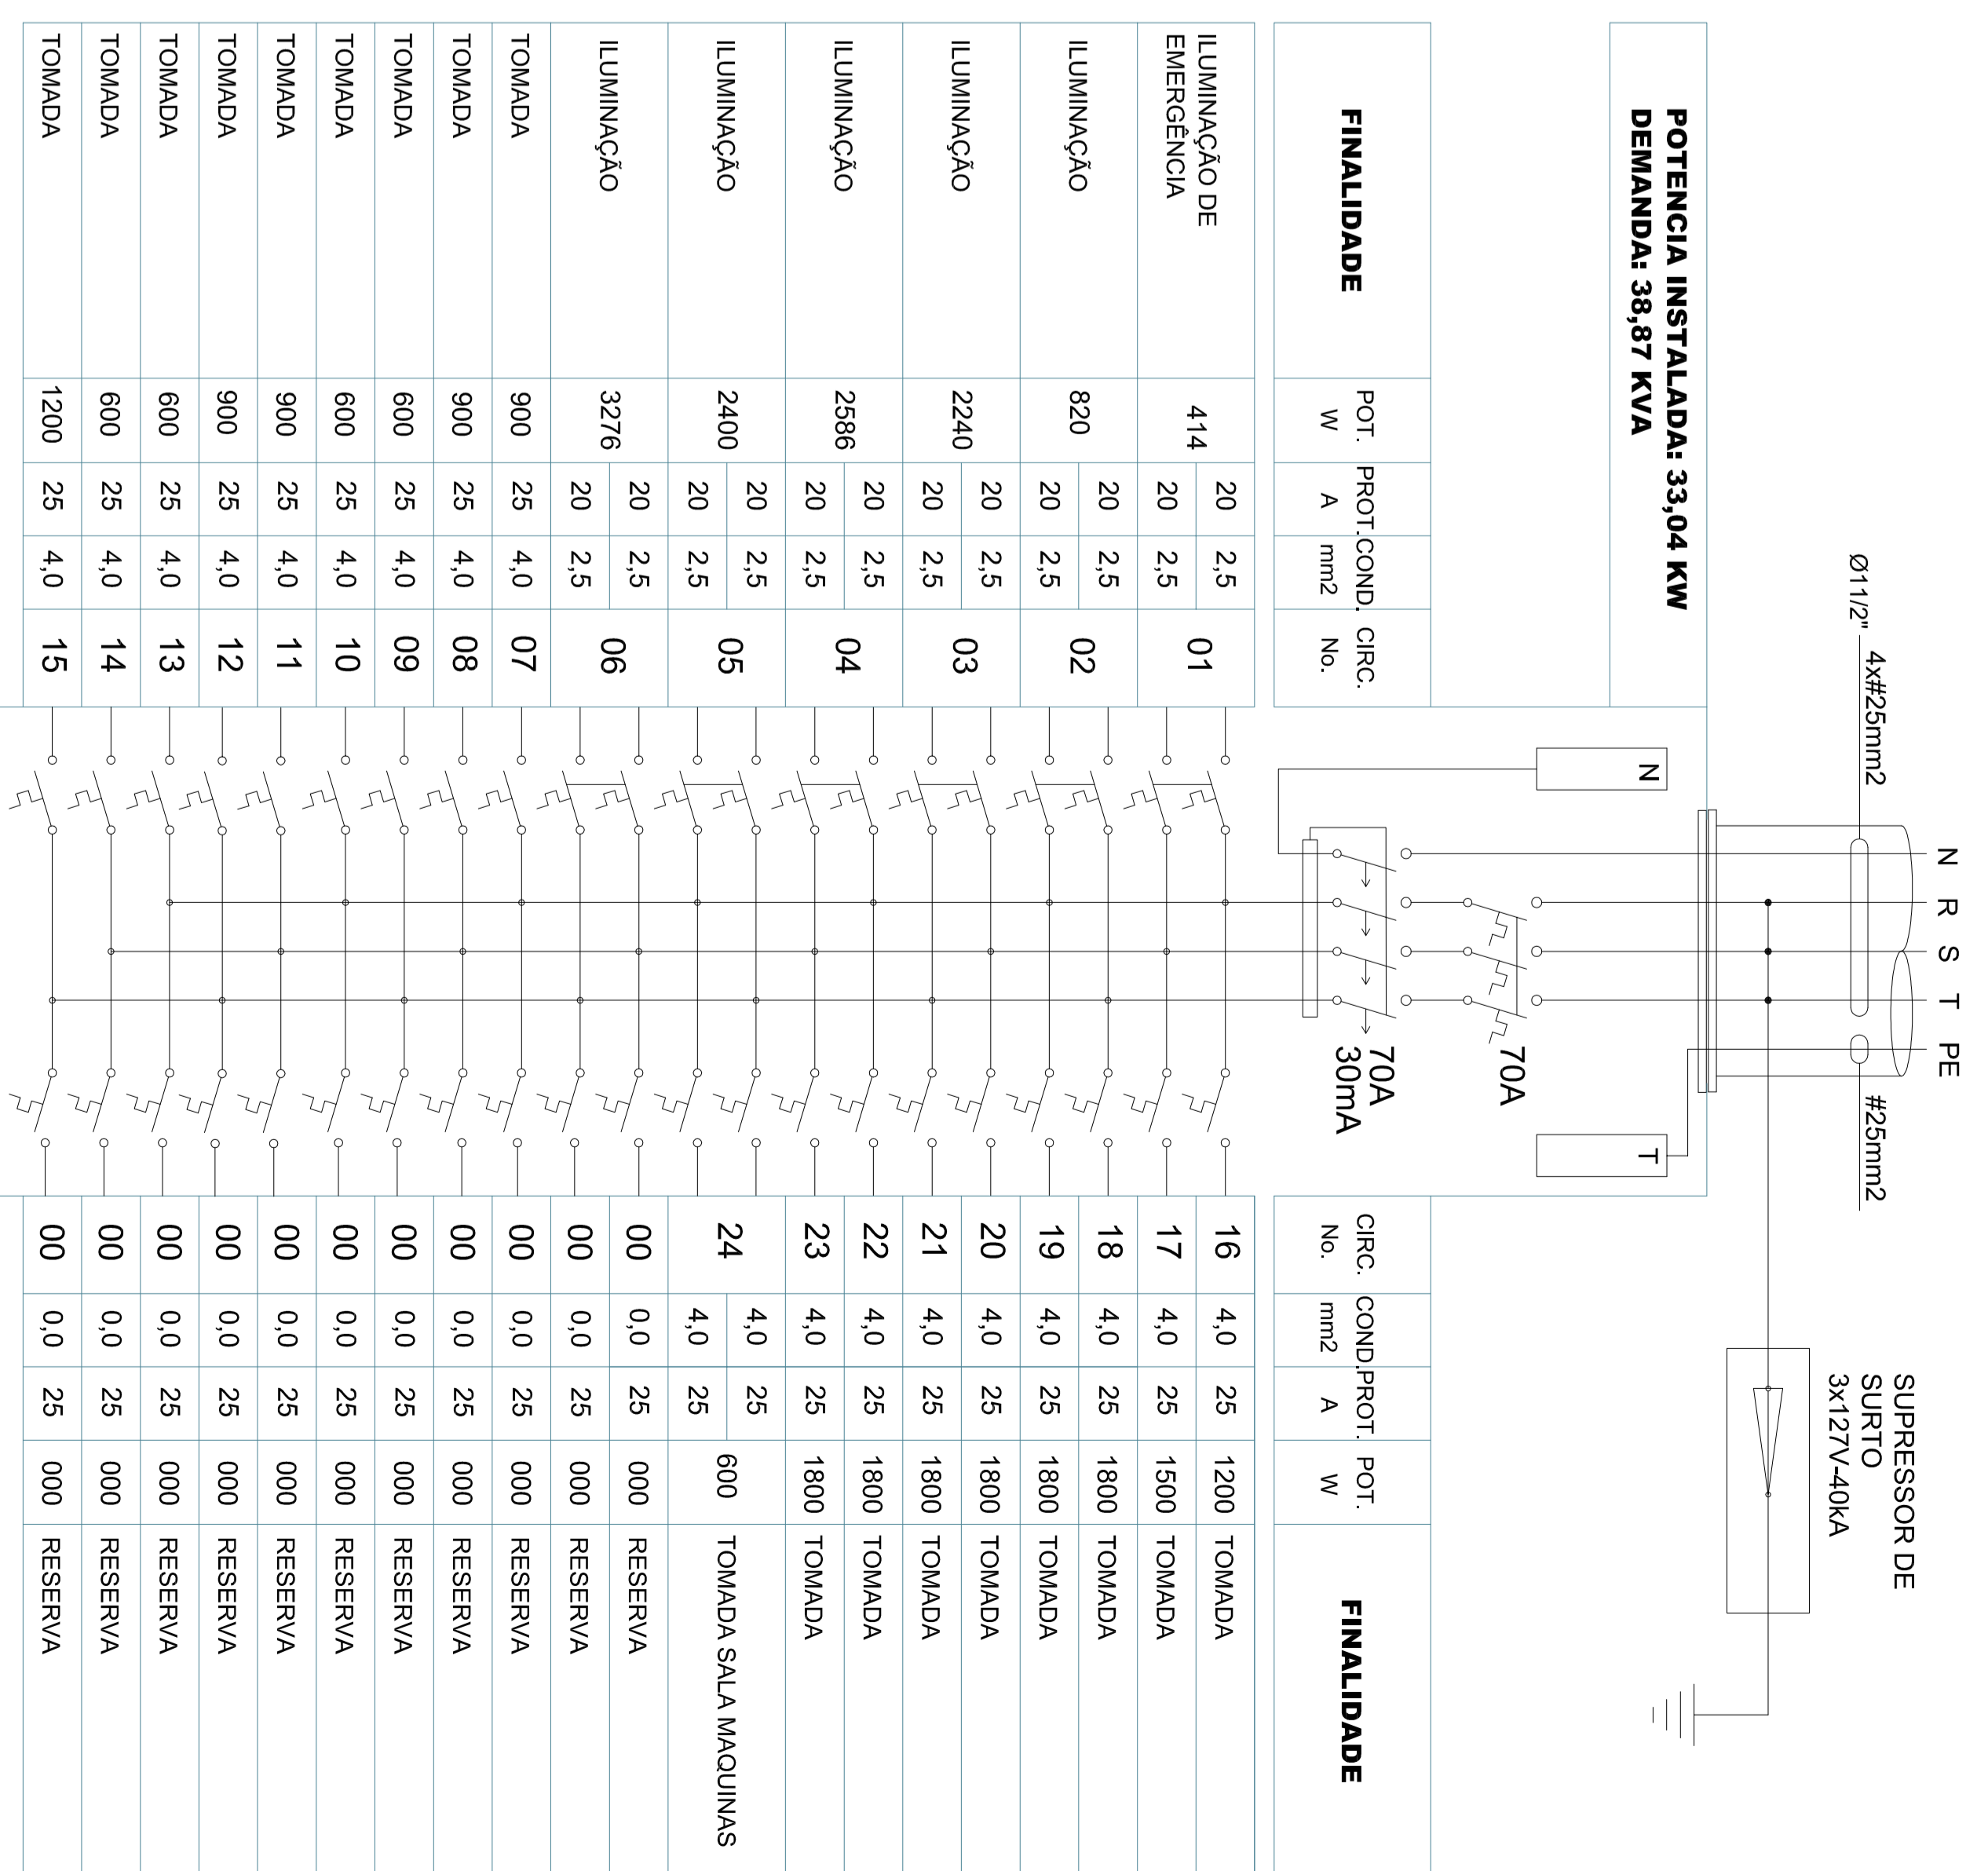 N R S T PE
Ø11/2" 4x#25mm2
#25mm2
SUPRESSOR DE
SURTO
3x127V-40kA
POTENCIA INSTALADA: 33,04 KW
DEMANDA: 38,87 KVA
N
T
70A
70A
30mA
FINALIDADE POT. PROT. COND. CIRC. CIRC. COND. PROT. POT. FINALIDADE
W A mm2 No. No. mm2 A W
ILUMINAÇÃO DE 20 2,5 16 4,0 25 1200 TOMADA
EMERGÊNCIA 414 20 2,5 01 17 4,0 25 1500 TOMADA
20 2,5 18 4,0 25 1800 TOMADA
ILUMINAÇÃO 820 20 2,5 02 19 4,0 25 1800 TOMADA
20 2,5 20 4,0 25 1800 TOMADA
ILUMINAÇÃO 2240 20 2,5 03 21 4,0 25 1800 TOMADA
20 2,5 22 4,0 25 1800 TOMADA
ILUMINAÇÃO 2586 20 2,5 04 23 4,0 25 1800 TOMADA
20 2,5 4,0 25
ILUMINAÇÃO 2400 20 2,5 05 24 4,0 25 600 TOMADA SALA MAQUINAS
20 2,5 00 0,0 25 000 RESERVA
ILUMINAÇÃO 3276 20 2,5 06 00 0,0 25 000 RESERVA
TOMADA 900 25 4,0 07 00 0,0 25 000 RESERVA
TOMADA 900 25 4,0 08 00 0,0 25 000 RESERVA
TOMADA 600 25 4,0 09 00 0,0 25 000 RESERVA
TOMADA 600 25 4,0 10 00 0,0 25 000 RESERVA
TOMADA 900 25 4,0 11 00 0,0 25 000 RESERVA
TOMADA 900 25 4,0 12 00 0,0 25 000 RESERVA
TOMADA 600 25 4,0 13 00 0,0 25 000 RESERVA
TOMADA 600 25 4,0 14 00 0,0 25 000 RESERVA
TOMADA 1200 25 4,0 15 00 0,0 25 000 RESERVA